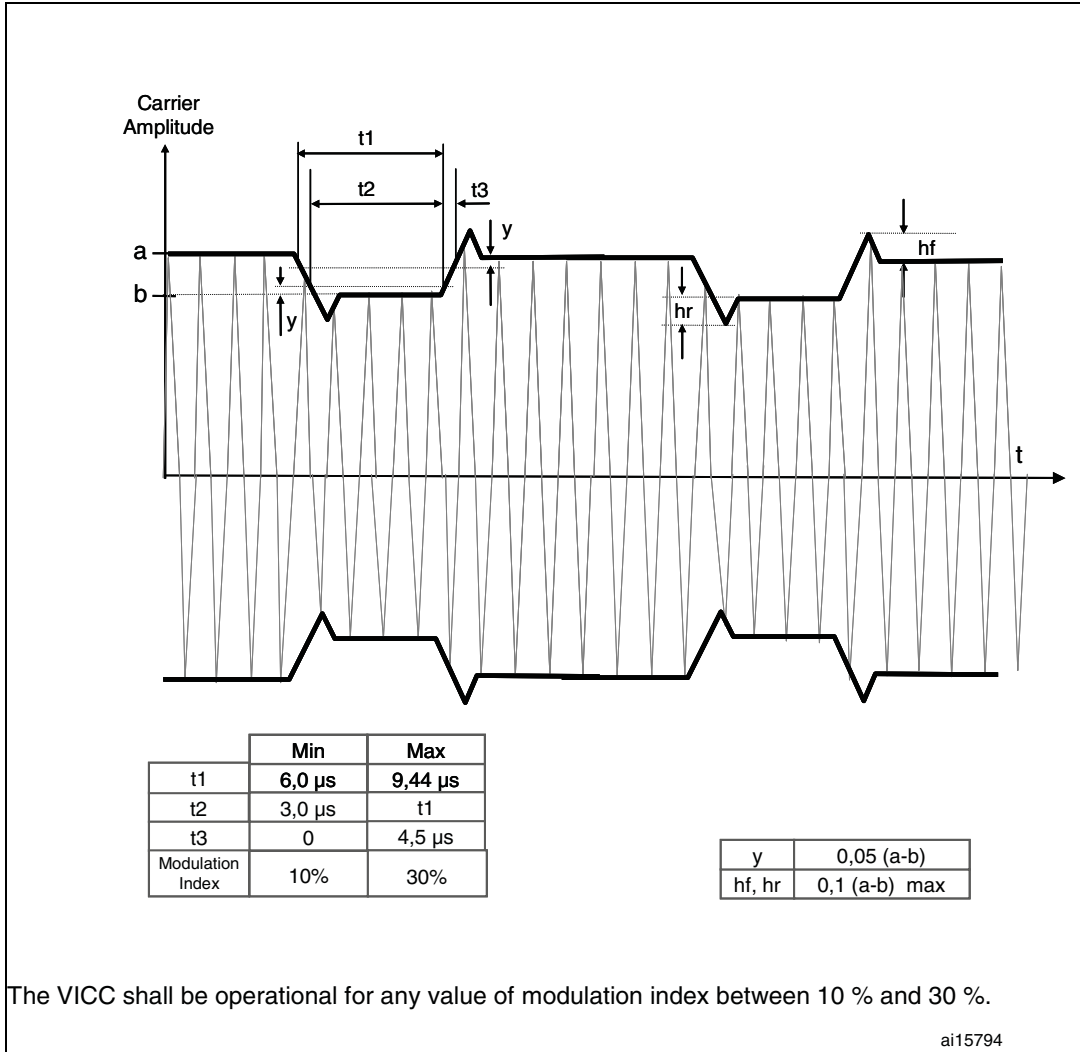 Carrier
Amplitude
t1
t2
t3
y
a
hf
b
y
hr
t
Min Max
t1 6,0 µs 9,44 µs
t2 3,0 µs t1
t3 0 4,5 µs
Modulation
Index 10% 30%
y 0,05 (a-b)
hf, hr 0,1 (a-b) max
The VICC shall be operational for any value of modulation index between 10 % and 30 %.
ai15794